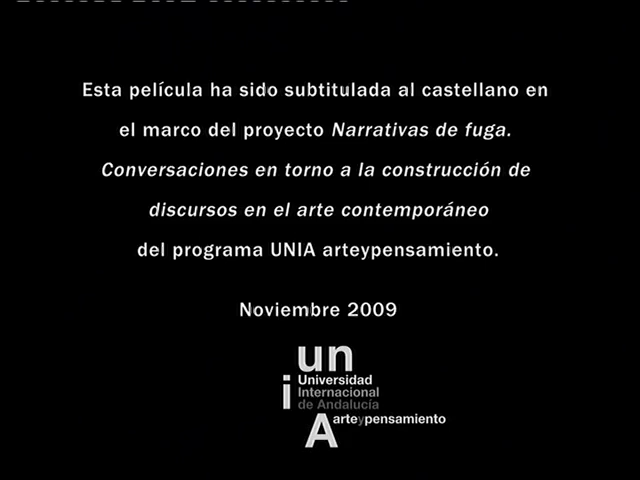 Esta película ha sido subtitulada al castellano en
el marco del proyecto Narrativas de fuga.
Conversaciones en torno a la construcción de
discursos en el arte contemporáneo
del programa UNIA arteypensamiento.
Noviembre 2009
un
i
Universidad
Internacional
de Andalucía
A
arteypensamiento